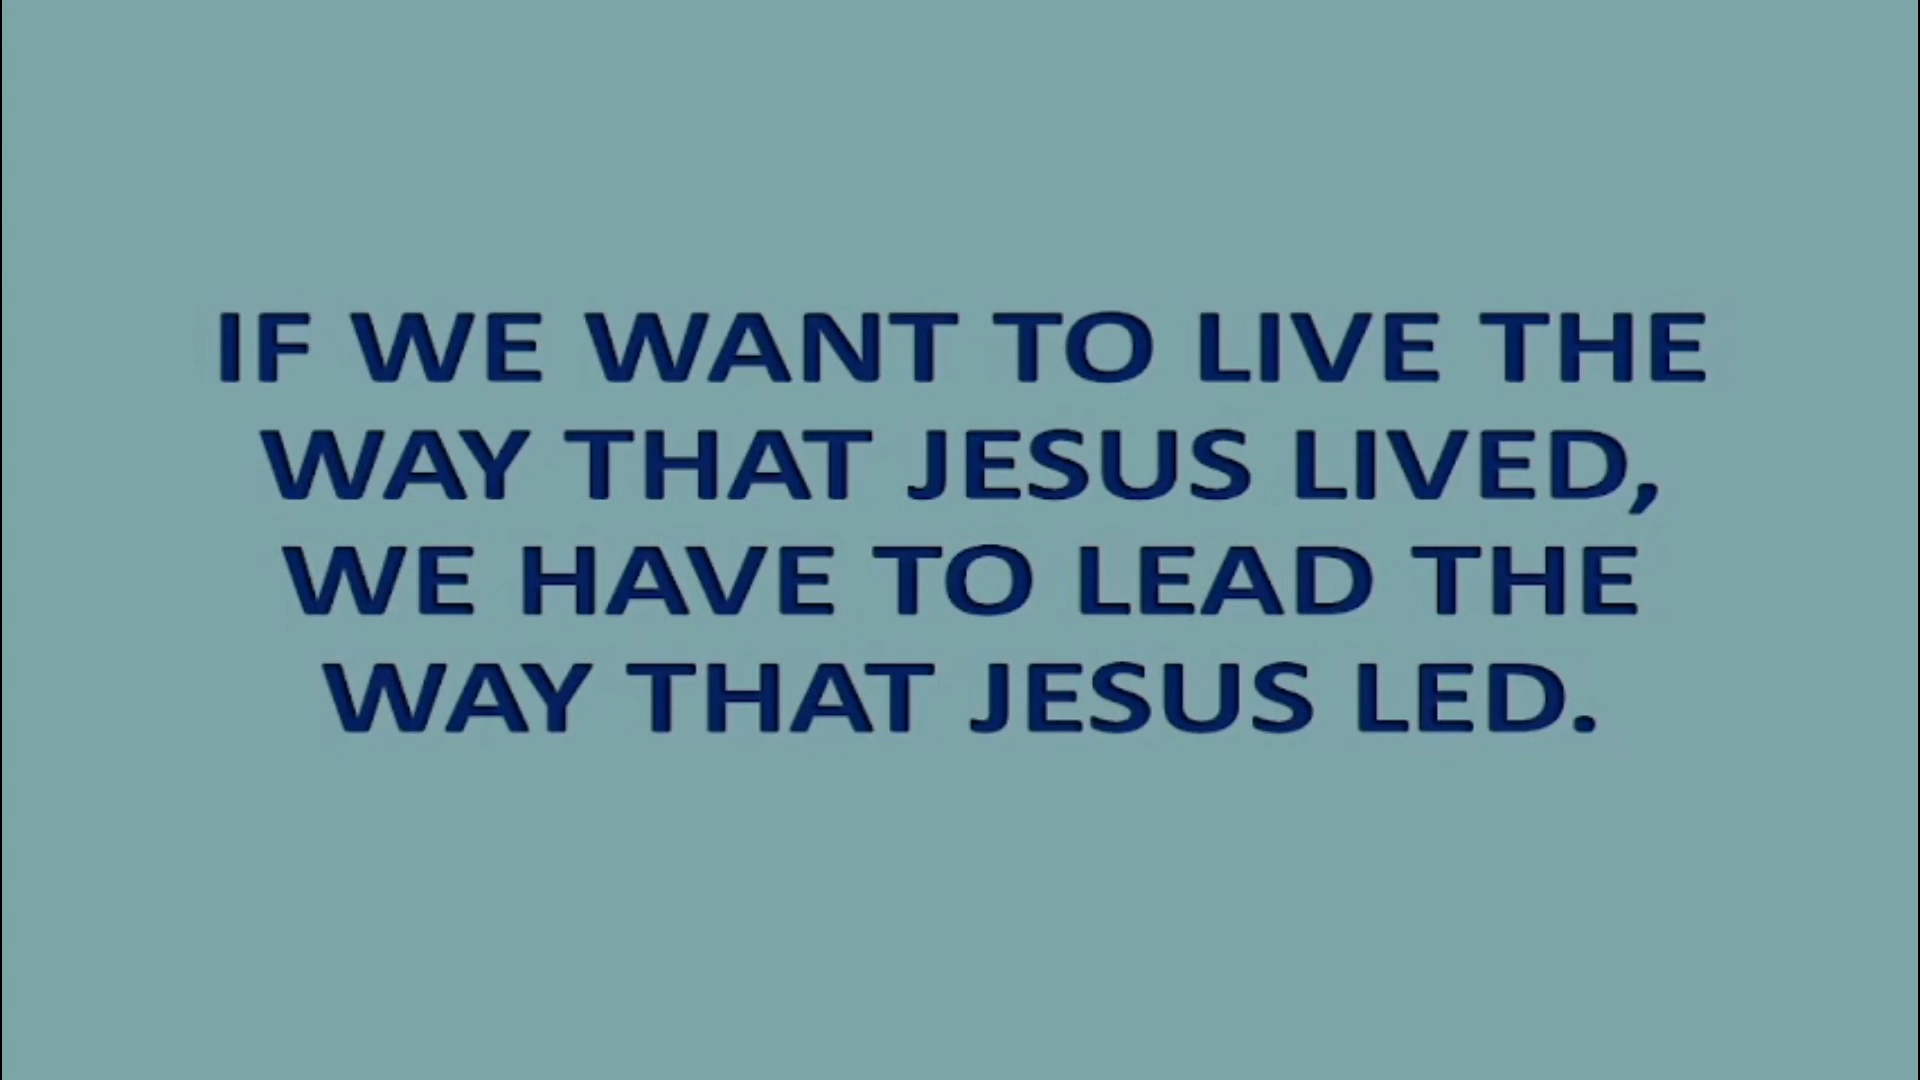 IF WE WANT TO LIVE THE
WAY THAT JESUS LIVED,
WE HAVE TO LEAD THE
WAY THAT JESUS LED.